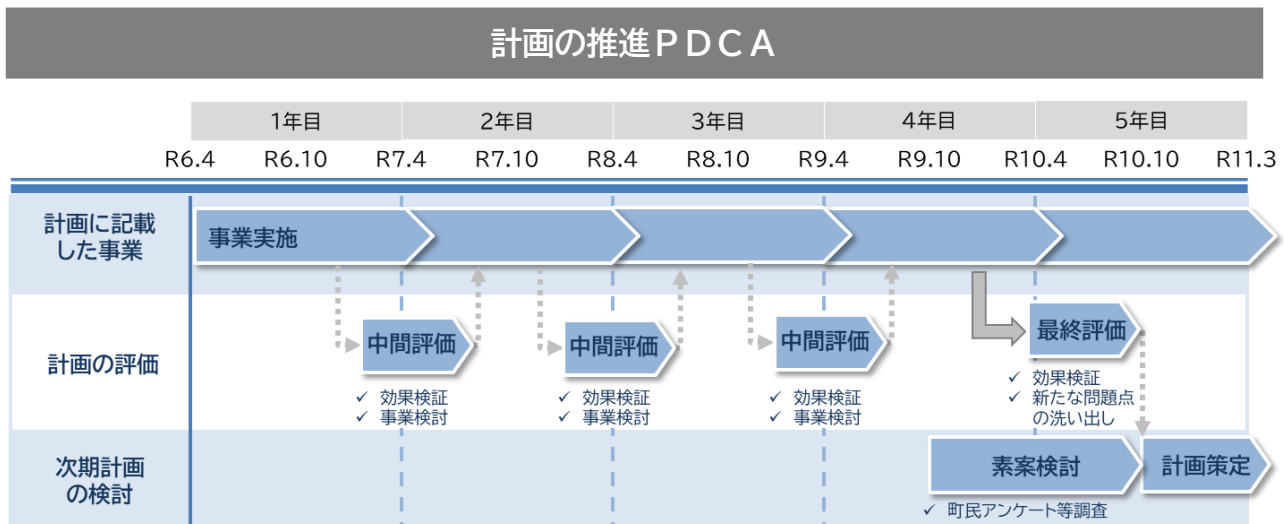 計画の推進ＰＤＣＡ
1年目 2年目 3年目 4年目 5年目
R6.4 R6.10 R7.4 R7.10 R8.4 R8.10 R9.4 R9.10 R10.4 R10.10 R11.3
計画に記載
した事業
事業実施
計画の評価
中間評価
✓ 効果検証
✓ 事業検討
中間評価
✓ 効果検証
✓ 事業検討
中間評価
✓ 効果検証
✓ 事業検討
最終評価
✓ 効果検証
✓ 新たな問題点
の洗い出し
次期計画
の検討
素案検討
✓ 町民アンケート等調査
計画策定